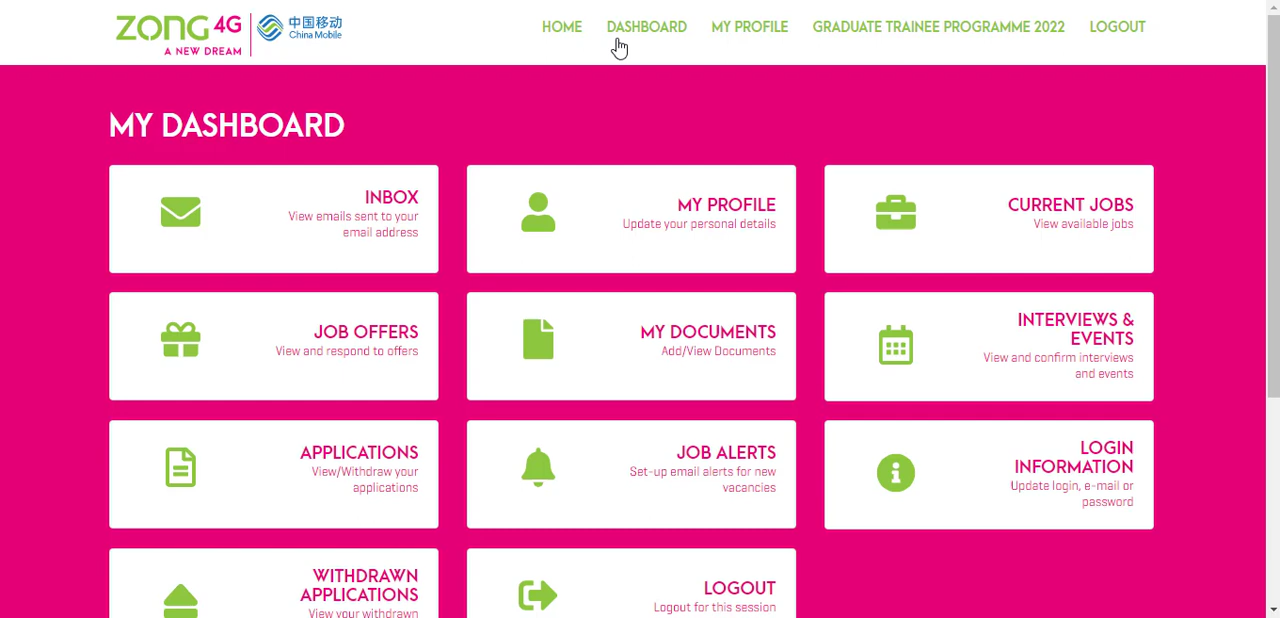 ZONG 4G
A NEW DREAM
中国移动
China Mobile
HOME
DASHBOARD
MY PROFILE
GRADUATE TRAINEE PROGRAMME 2022
LOGOUT
MY DASHBOARD
INBOX
View emails sent to your
email address
MY PROFILE
Update your personal details
CURRENT JOBS
View available jobs
JOB OFFERS
View and respond to offers
MY DOCUMENTS
Add/View Documents
INTERVIEWS &
EVENTS
View and confirm interviews
and events
APPLICATIONS
View/Withdraw your
applications
JOB ALERTS
Set-up email alerts for new
vacancies
LOGIN
INFORMATION
Update login, e-mail or
password
WITHDRAWN
APPLICATIONS
View your withdrawn
LOGOUT
Logout for this session